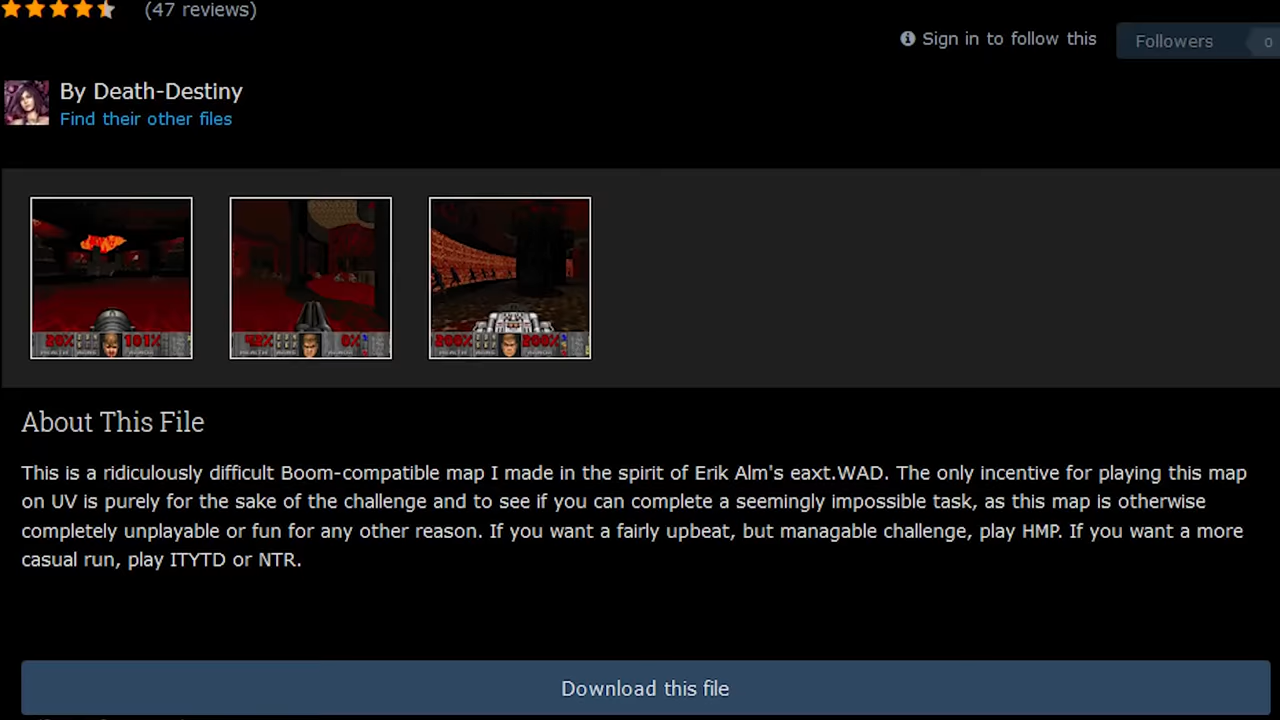 (47 reviews)
Sign in to follow this
Followers 0
By Death-Destiny
Find their other files
About This File
This is a ridiculously difficult Boom-compatible map I made in the spirit of Erik Alm's eaxt.WAD. The only incentive for playing this map
on UV is purely for the sake of the challenge and to see if you can complete a seemingly impossible task, as this map is otherwise
completely unplayable or fun for any other reason. If you want a fairly upbeat, but managable challenge, play HMP. If you want a more
casual run, play ITYTD or NTR.
Download this file